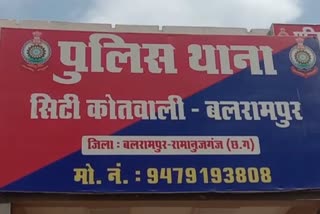 पुलिस थाना
सिटी कोतवाली - बलरामपुर
जिला : बलरामपुर-रामानुजगंज (छ.ग)
मो. नं. : 9479193808